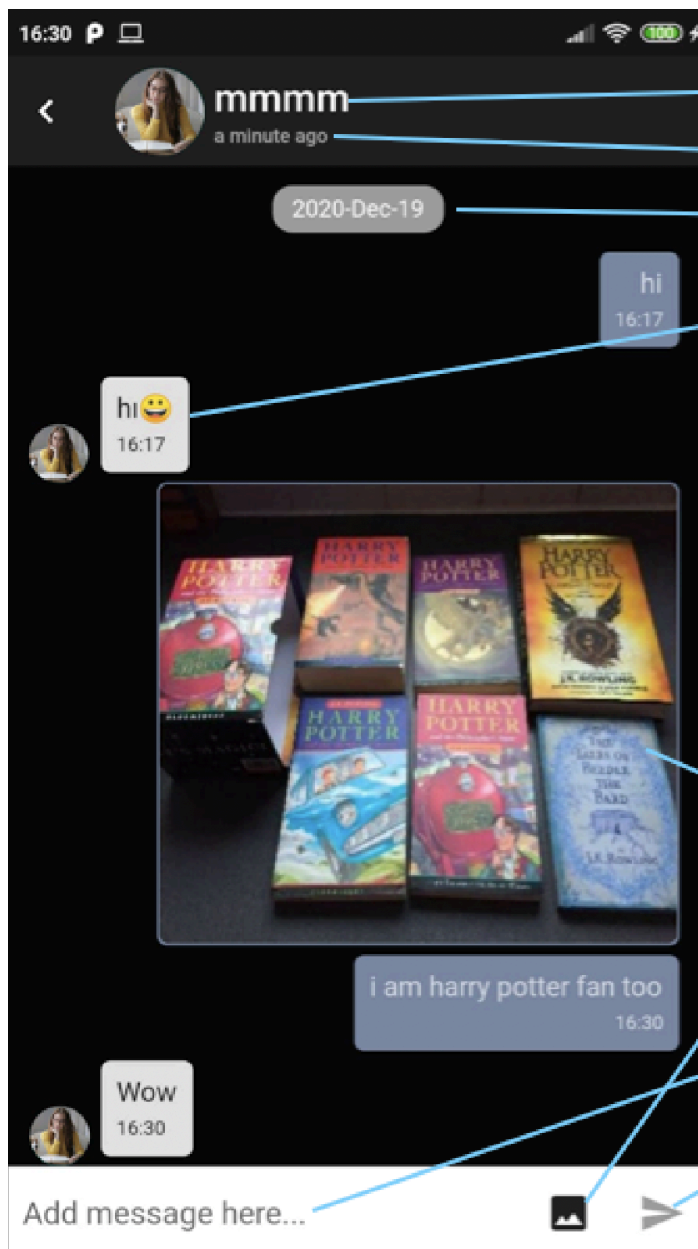 16:30
100
mmmm
a minute ago
2020-Dec-19
hi
16:17
hi😀
16:17
HARRY
POTTER
HARRY
POTTER
HARRY
POTTER
HARRY
POTTER
J.K. ROWLING
HARRY
POTTER
HARRY
POTTER
THE
TALES OF
BEEDLE
THE
BARD
J.K. ROWLING
i am harry potter fan too
16:30
Wow
16:30
Add message here...